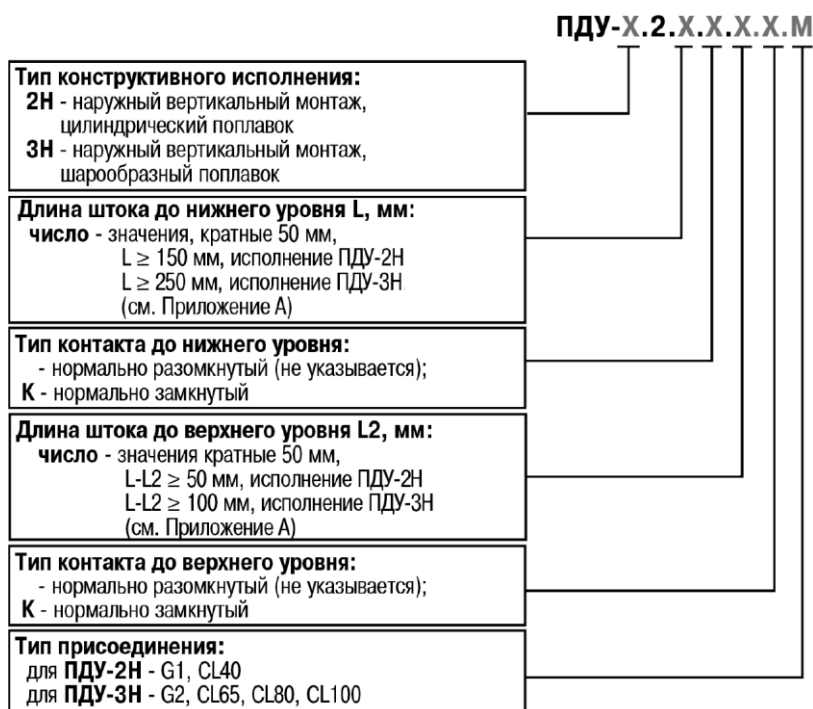 ПДУ-Х.2.Х.Х.Х.Х.М
Тип конструктивного исполнения:
2Н - наружный вертикальный монтаж,
цилиндрический поплавок
3Н - наружный вертикальный монтаж,
шарообразный поплавок
Длина штока до нижнего уровня L, мм:
число - значения, кратные 50 мм,
L ≥ 150 мм, исполнение ПДУ-2Н
L ≥ 250 мм, исполнение ПДУ-3Н
(см. Приложение А)
Тип контакта до нижнего уровня:
- нормально разомкнутый (не указывается);
К - нормально замкнутый
Длина штока до верхнего уровня L2, мм:
число - значения кратные 50 мм,
L-L2 ≥ 50 мм, исполнение ПДУ-2Н
L-L2 ≥ 100 мм, исполнение ПДУ-3Н
(см. Приложение А)
Тип контакта до верхнего уровня:
- нормально разомкнутый (не указывается);
К - нормально замкнутый
Тип присоединения:
для ПДУ-2Н - G1, CL40
для ПДУ-3Н - G2, CL65, CL80, CL100